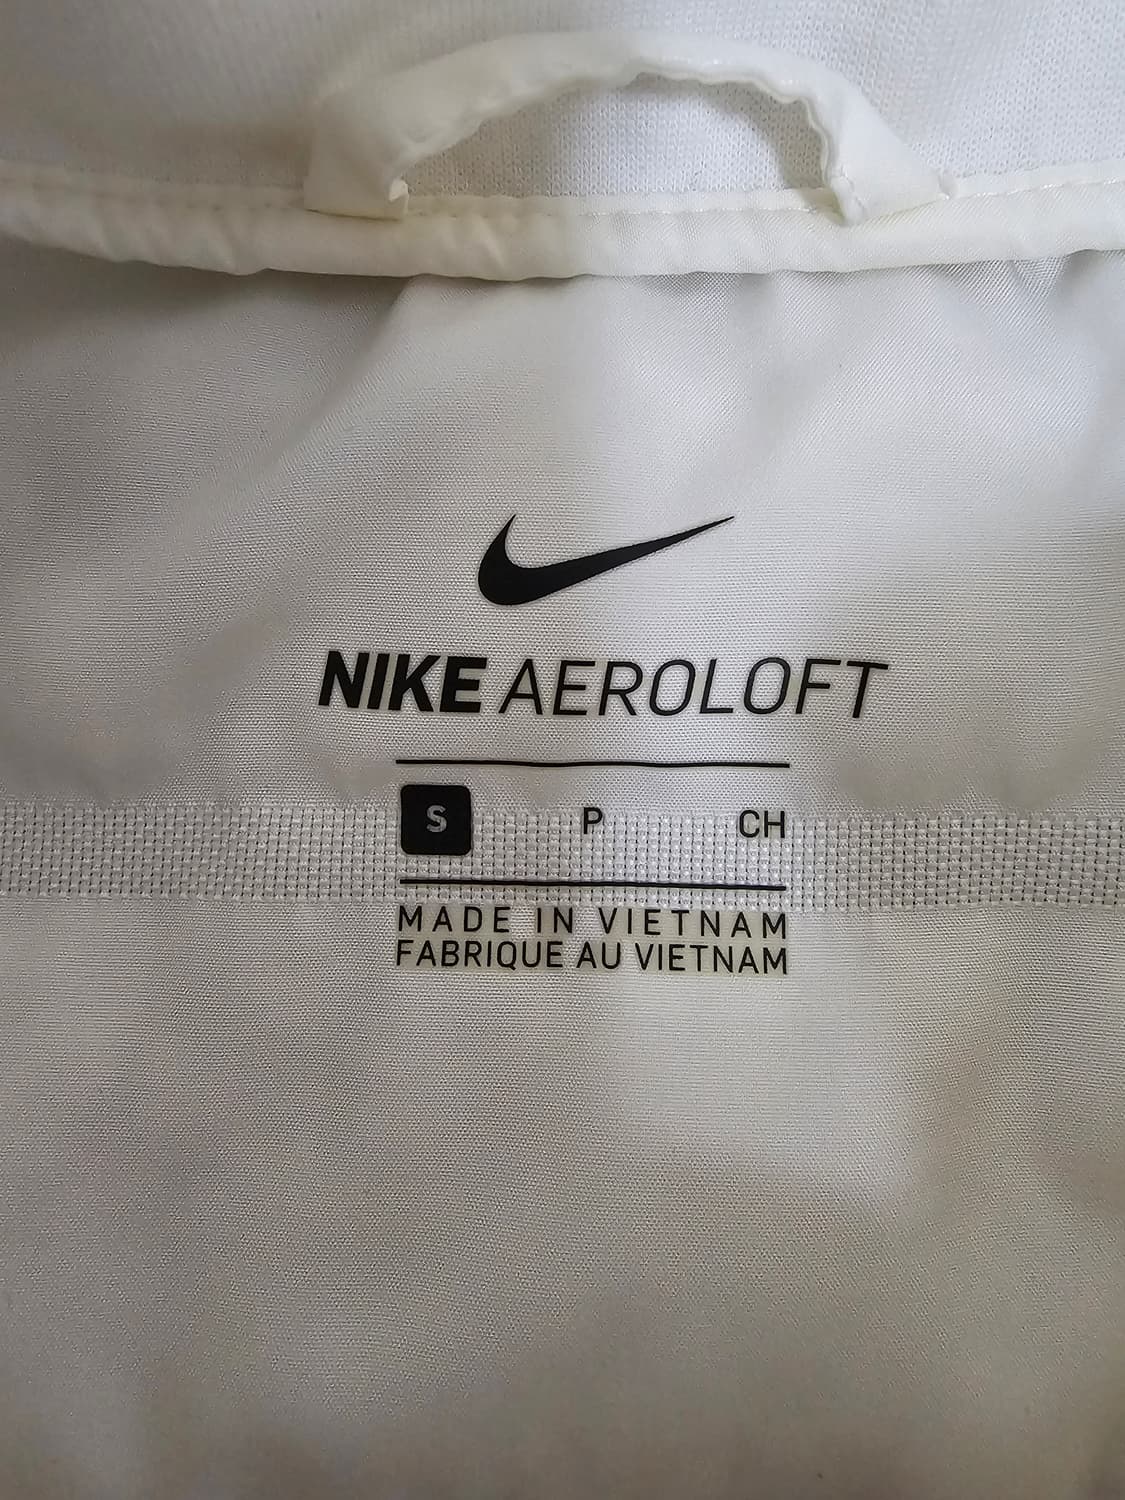 NIKE AEROLOFT
S P CH
MADE IN VIETNAM
FABRIQUE AU VIETNAM